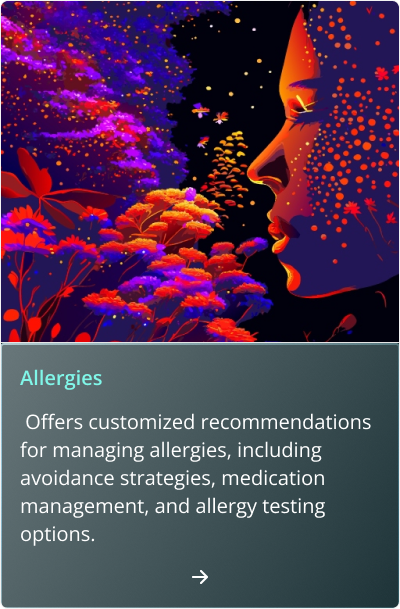 Allergies
Offers customized recommendations
for managing allergies, including
avoidance strategies, medication
management, and allergy testing
options.